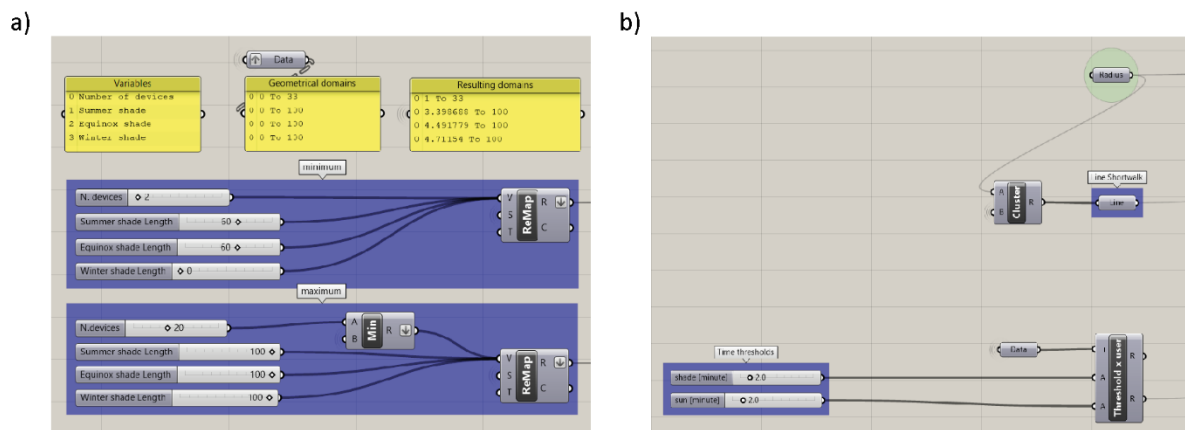 a)
Data
Variables
0 Number of devices
1 Summer shade
2 Equinox shade
3 Winter shade
Geometrical domains
0 0 To 33
0 0 To 100
0 0 To 100
0 0 To 100
Resulting domains
0 1 To 33
0 3.398688 To 100
0 4.491779 To 100
0 4.71154 To 100
minimum
N. devices 2
Summer shade Length 60
Equinox shade Length 60
Winter shade Length 0
V
S
T
ReMap
R
C
maximum
N.devices 20
Summer shade Length 100
Equinox shade Length 100
Winter shade Length 100
A
B
Min
R
V
S
T
ReMap
R
C
b)
Radius
A
B
Cluster
R
Line Shortwalk
Line
Time thresholds
shade [minute] 2.0
sun [minute] 2.0
Data
A
A
Threshold x user
R
R